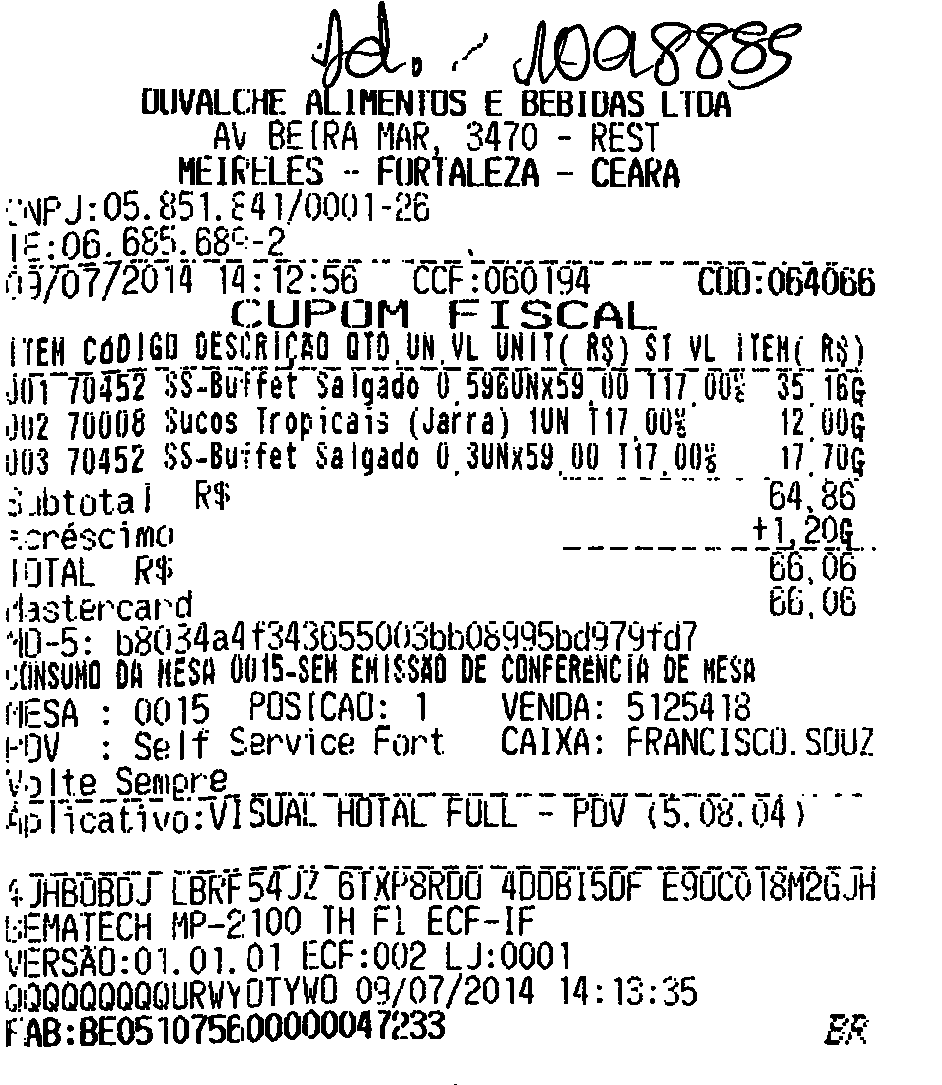 Ad. - 1098885
DUVALCHE ALIMENTOS E BEBIDAS LTDA
AV BEIRA MAR, 3470 - REST
MEIRELES - FORTALEZA - CEARA
CNPJ:05.851.841/0001-26
IE:06.685.689-2
09/07/2014 14:12:56 CCF:060194 COO:064066
CUPOM FISCAL
ITEM CÓDIGO DESCRIÇÃO QTD.UN.VL UNIT( R$) ST VL ITEM( R$)
001 70452 SS-Buffet Salgado 0,596UNx59,00 T17,00% 35,16G
002 70008 Sucos Tropicais (Jarra) 1UN T17,00% 12,00G
003 70452 SS-Buffet Salgado 0,3UNx59,00 T17,00% 17,70G
Subtotal R$ 64,86
Acréscimo +1,20G
TOTAL R$ 66,06
Mastercard 66,06
MD-5: b8034a4f343655003bb08995bd979fd7
CONSUMO DA MESA 0015-SEM EMISSÃO DE CONFERENCIA DE MESA
MESA : 0015 POSICAO: 1 VENDA: 5125418
PDV : Self Service Fort CAIXA: FRANCISCO.SOUZ
Volte Sempre
Aplicativo:VISUAL HOTAL FULL - PDV (5.08.04)
LBRF54JZ 6TXP8RDD 4DDBI5DF E9UC0T8M2GJH
BEMATECH MP-2100 TH FI ECF-IF
VERSÃO:01.01.01 ECF:002 LJ:0001
QQQQQQQQQURWYOTYWO 09/07/2014 14:13:35
FAB:BE051075600000047233 BR